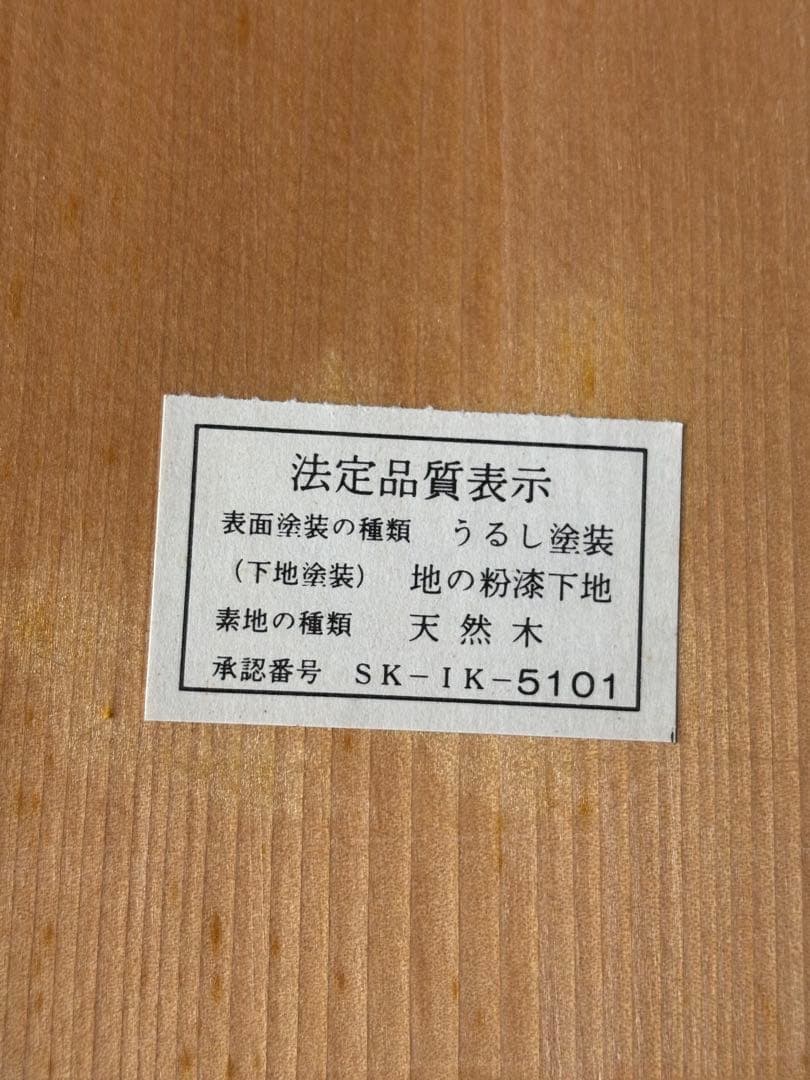 法定品質表示
表面塗装の種類 うるし塗装
(下地塗装) 地の粉漆下地
素地の種類 天然木
承認番号 SK-IK-5101